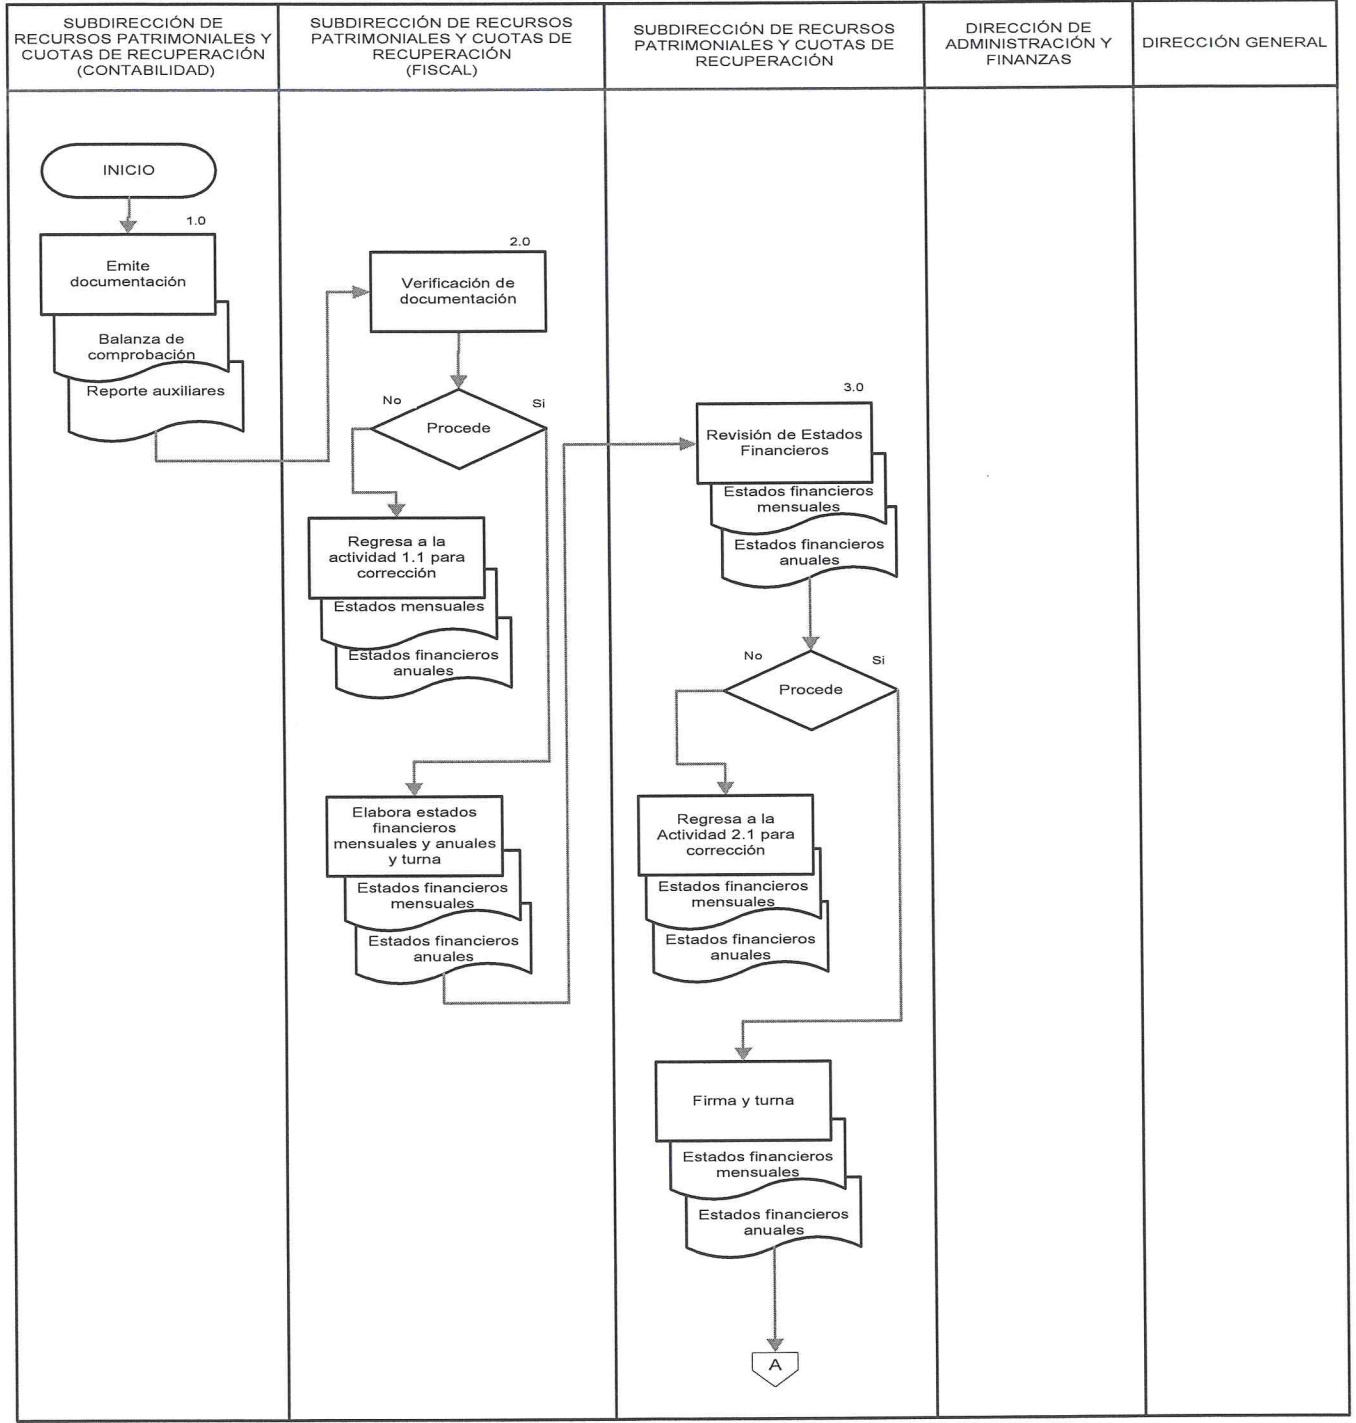 SUBDIRECCIÓN DE
RECURSOS PATRIMONIALES Y
CUOTAS DE RECUPERACIÓN
(CONTABILIDAD)
SUBDIRECCIÓN DE RECURSOS
PATRIMONIALES Y CUOTAS DE
RECUPERACIÓN
(FISCAL)
SUBDIRECCIÓN DE RECURSOS
PATRIMONIALES Y CUOTAS DE
RECUPERACIÓN
DIRECCIÓN DE
ADMINISTRACIÓN Y
FINANZAS
DIRECCIÓN GENERAL
INICIO
1.0
Emite
documentación
Balanza de
comprobación
Reporte auxiliares
2.0
Verificación de
documentación
No
Si
Procede
Regresa a la
actividad 1.1 para
corrección
Estados mensuales
Estados financieros
anuales
Elabora estados
financieros
mensuales y anuales
y turna
Estados financieros
mensuales
Estados financieros
anuales
3.0
Revisión de Estados
Financieros
Estados financieros
mensuales
Estados financieros
anuales
No
Si
Procede
Regresa a la
Actividad 2.1 para
corrección
Estados financieros
mensuales
Estados financieros
anuales
Firma y turna
Estados financieros
mensuales
Estados financieros
anuales
A